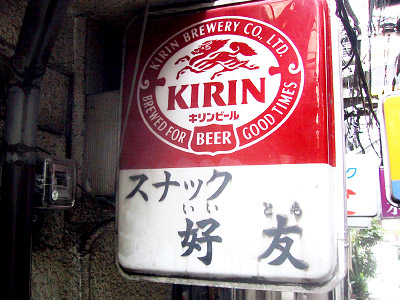 KIRIN BREWERY CO., LTD.
KIRIN
キリンビール
BREWED FOR BEER GOOD TIMES
スナック
いい とも
好友